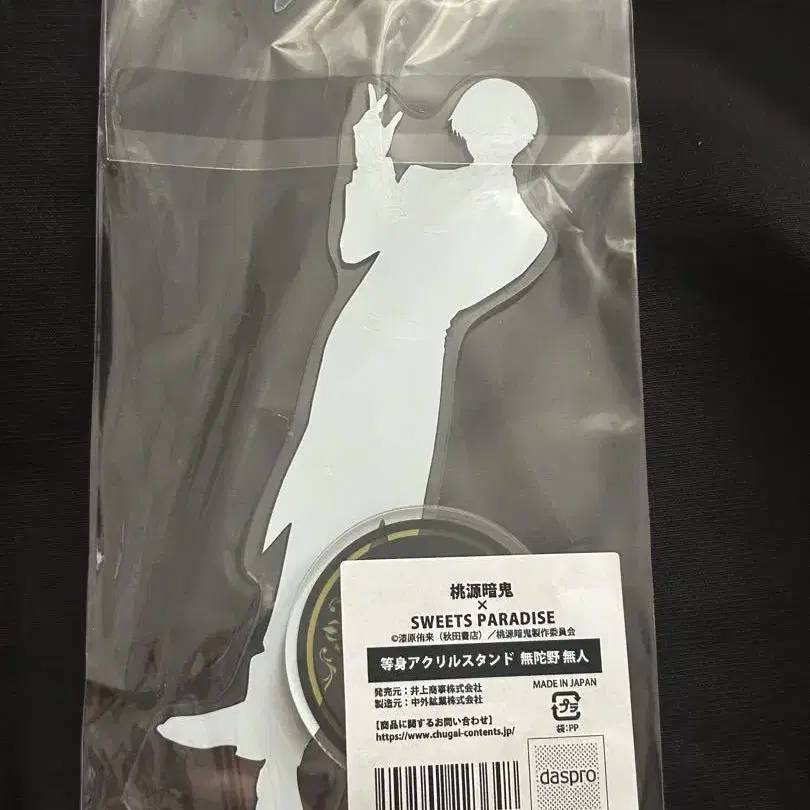 桃源暗鬼
×
SWEETS PARADISE
©漆原侑来（秋田書店）／桃源暗鬼製作委員会
等身アクリルスタンド 無陀野 無人
発売元：井上商事株式会社
製造元：中外鉱業株式会社
MADE IN JAPAN
プラ
袋:PP
【商品に関するお問い合わせ】
https://www.chugai-contents.jp/
daspro